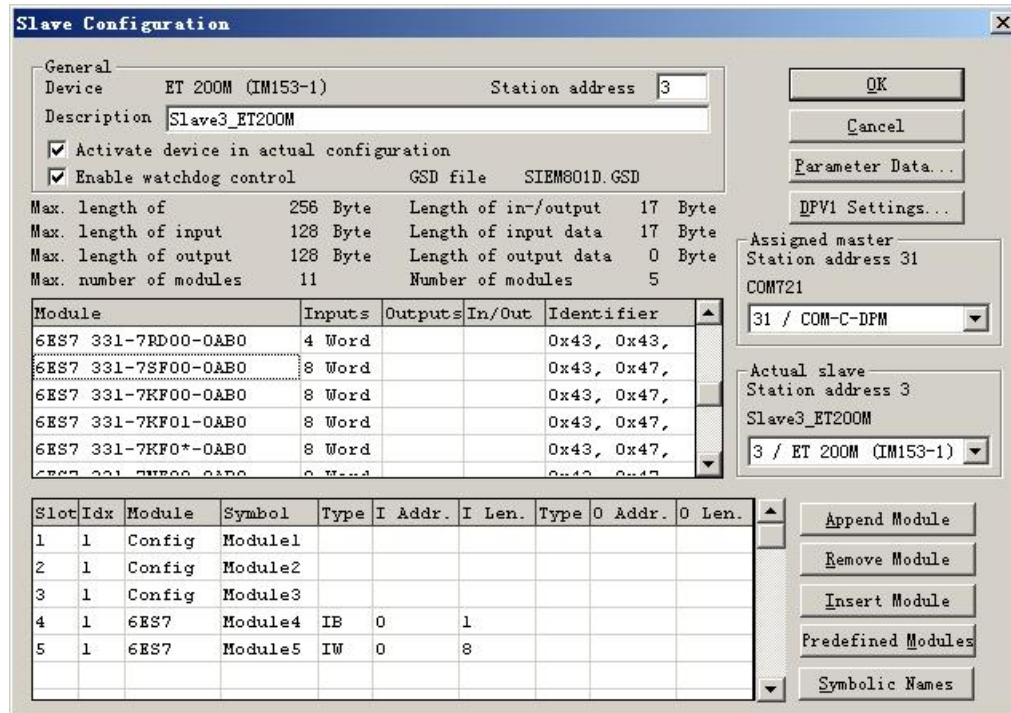 Slave Configuration
General
Device ET 200M (IM153-1) Station address 3
Description Slave3_ET200M
Activate device in actual configuration
Enable watchdog control GSD file SIEM801D.GSD
Max. length of 256 Byte Length of in-/output 17 Byte
Max. length of input 128 Byte Length of input data 17 Byte
Max. length of output 128 Byte Length of output data 0 Byte
Max. number of modules 11 Number of modules 5
OK
Cancel
Parameter Data...
DPV1 Settings...
Assigned master
Station address 31
COM721
31 / COM-C-DPM
Actual slave
Station address 3
Slave3_ET200M
3 / ET 200M (IM153-1)
Module Inputs Outputs In/Out Identifier
6ES7 331-7RD00-0AB0 4 Word 0x43, 0x43,
6ES7 331-7SF00-0AB0 8 Word 0x43, 0x47,
6ES7 331-7KF00-0AB0 8 Word 0x43, 0x47,
6ES7 331-7KF01-0AB0 8 Word 0x43, 0x47,
6ES7 331-7KF0*-0AB0 8 Word 0x43, 0x47,
Slot Idx Module Symbol Type I Addr. I Len. Type O Addr. O Len.
1 1 Config Module1
2 1 Config Module2
3 1 Config Module3
4 1 6ES7 Module4 IB 0 1
5 1 6ES7 Module5 IW 0 8
Append Module
Remove Module
Insert Module
Predefined Modules
Symbolic Names